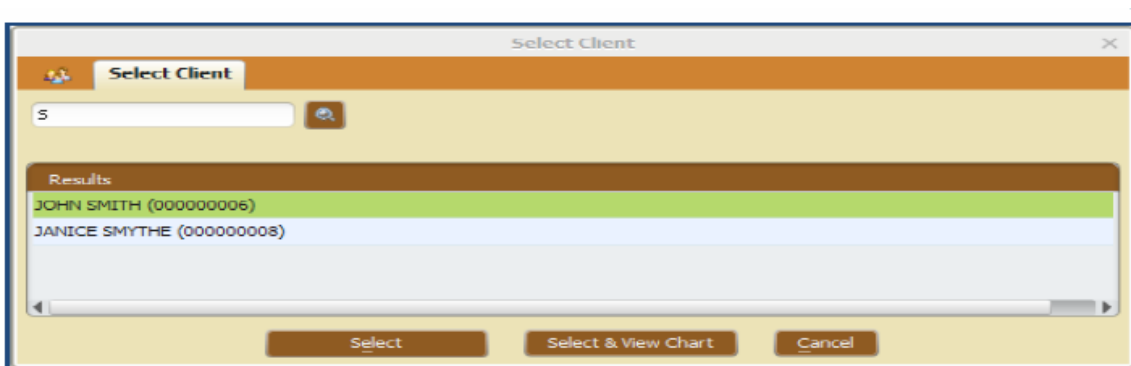 Select Client
Select Client
S
Results
JOHN SMITH (000000006)
JANICE SMYTHE (000000008)
Select Select & View Chart Cancel